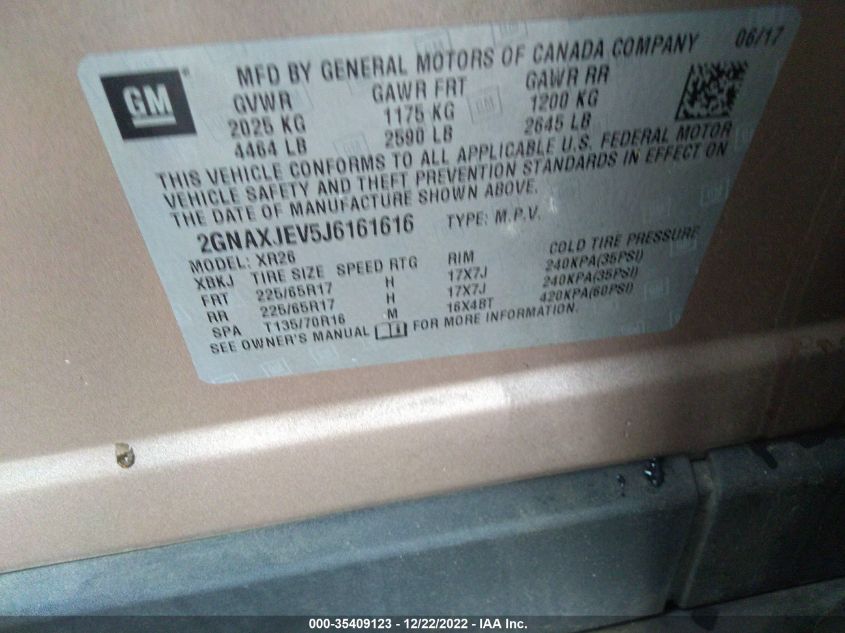 GM ®
MFD BY GENERAL MOTORS OF CANADA COMPANY 06/17
GVWR GAWR FRT GAWR RR
2025 KG 1175 KG 1200 KG
4464 LB 2590 LB 2645 LB
THIS VEHICLE CONFORMS TO ALL APPLICABLE U.S. FEDERAL MOTOR
VEHICLE SAFETY AND THEFT PREVENTION STANDARDS IN EFFECT ON
THE DATE OF MANUFACTURE SHOWN ABOVE.
2GNAXJEV5J6161616 TYPE: M.P.V.
MODEL: XR26
XBKJ TIRE SIZE SPEED RTG RIM COLD TIRE PRESSURE
FRT 225/65R17 H 17X7J 240KPA(35PSI)
RR 225/65R17 H 17X7J 240KPA(35PSI)
SPA T135/70R16 M 16X4BT 420KPA(60PSI)
SEE OWNER'S MANUAL FOR MORE INFORMATION.
000-35409123 - 12/22/2022 - IAA Inc.